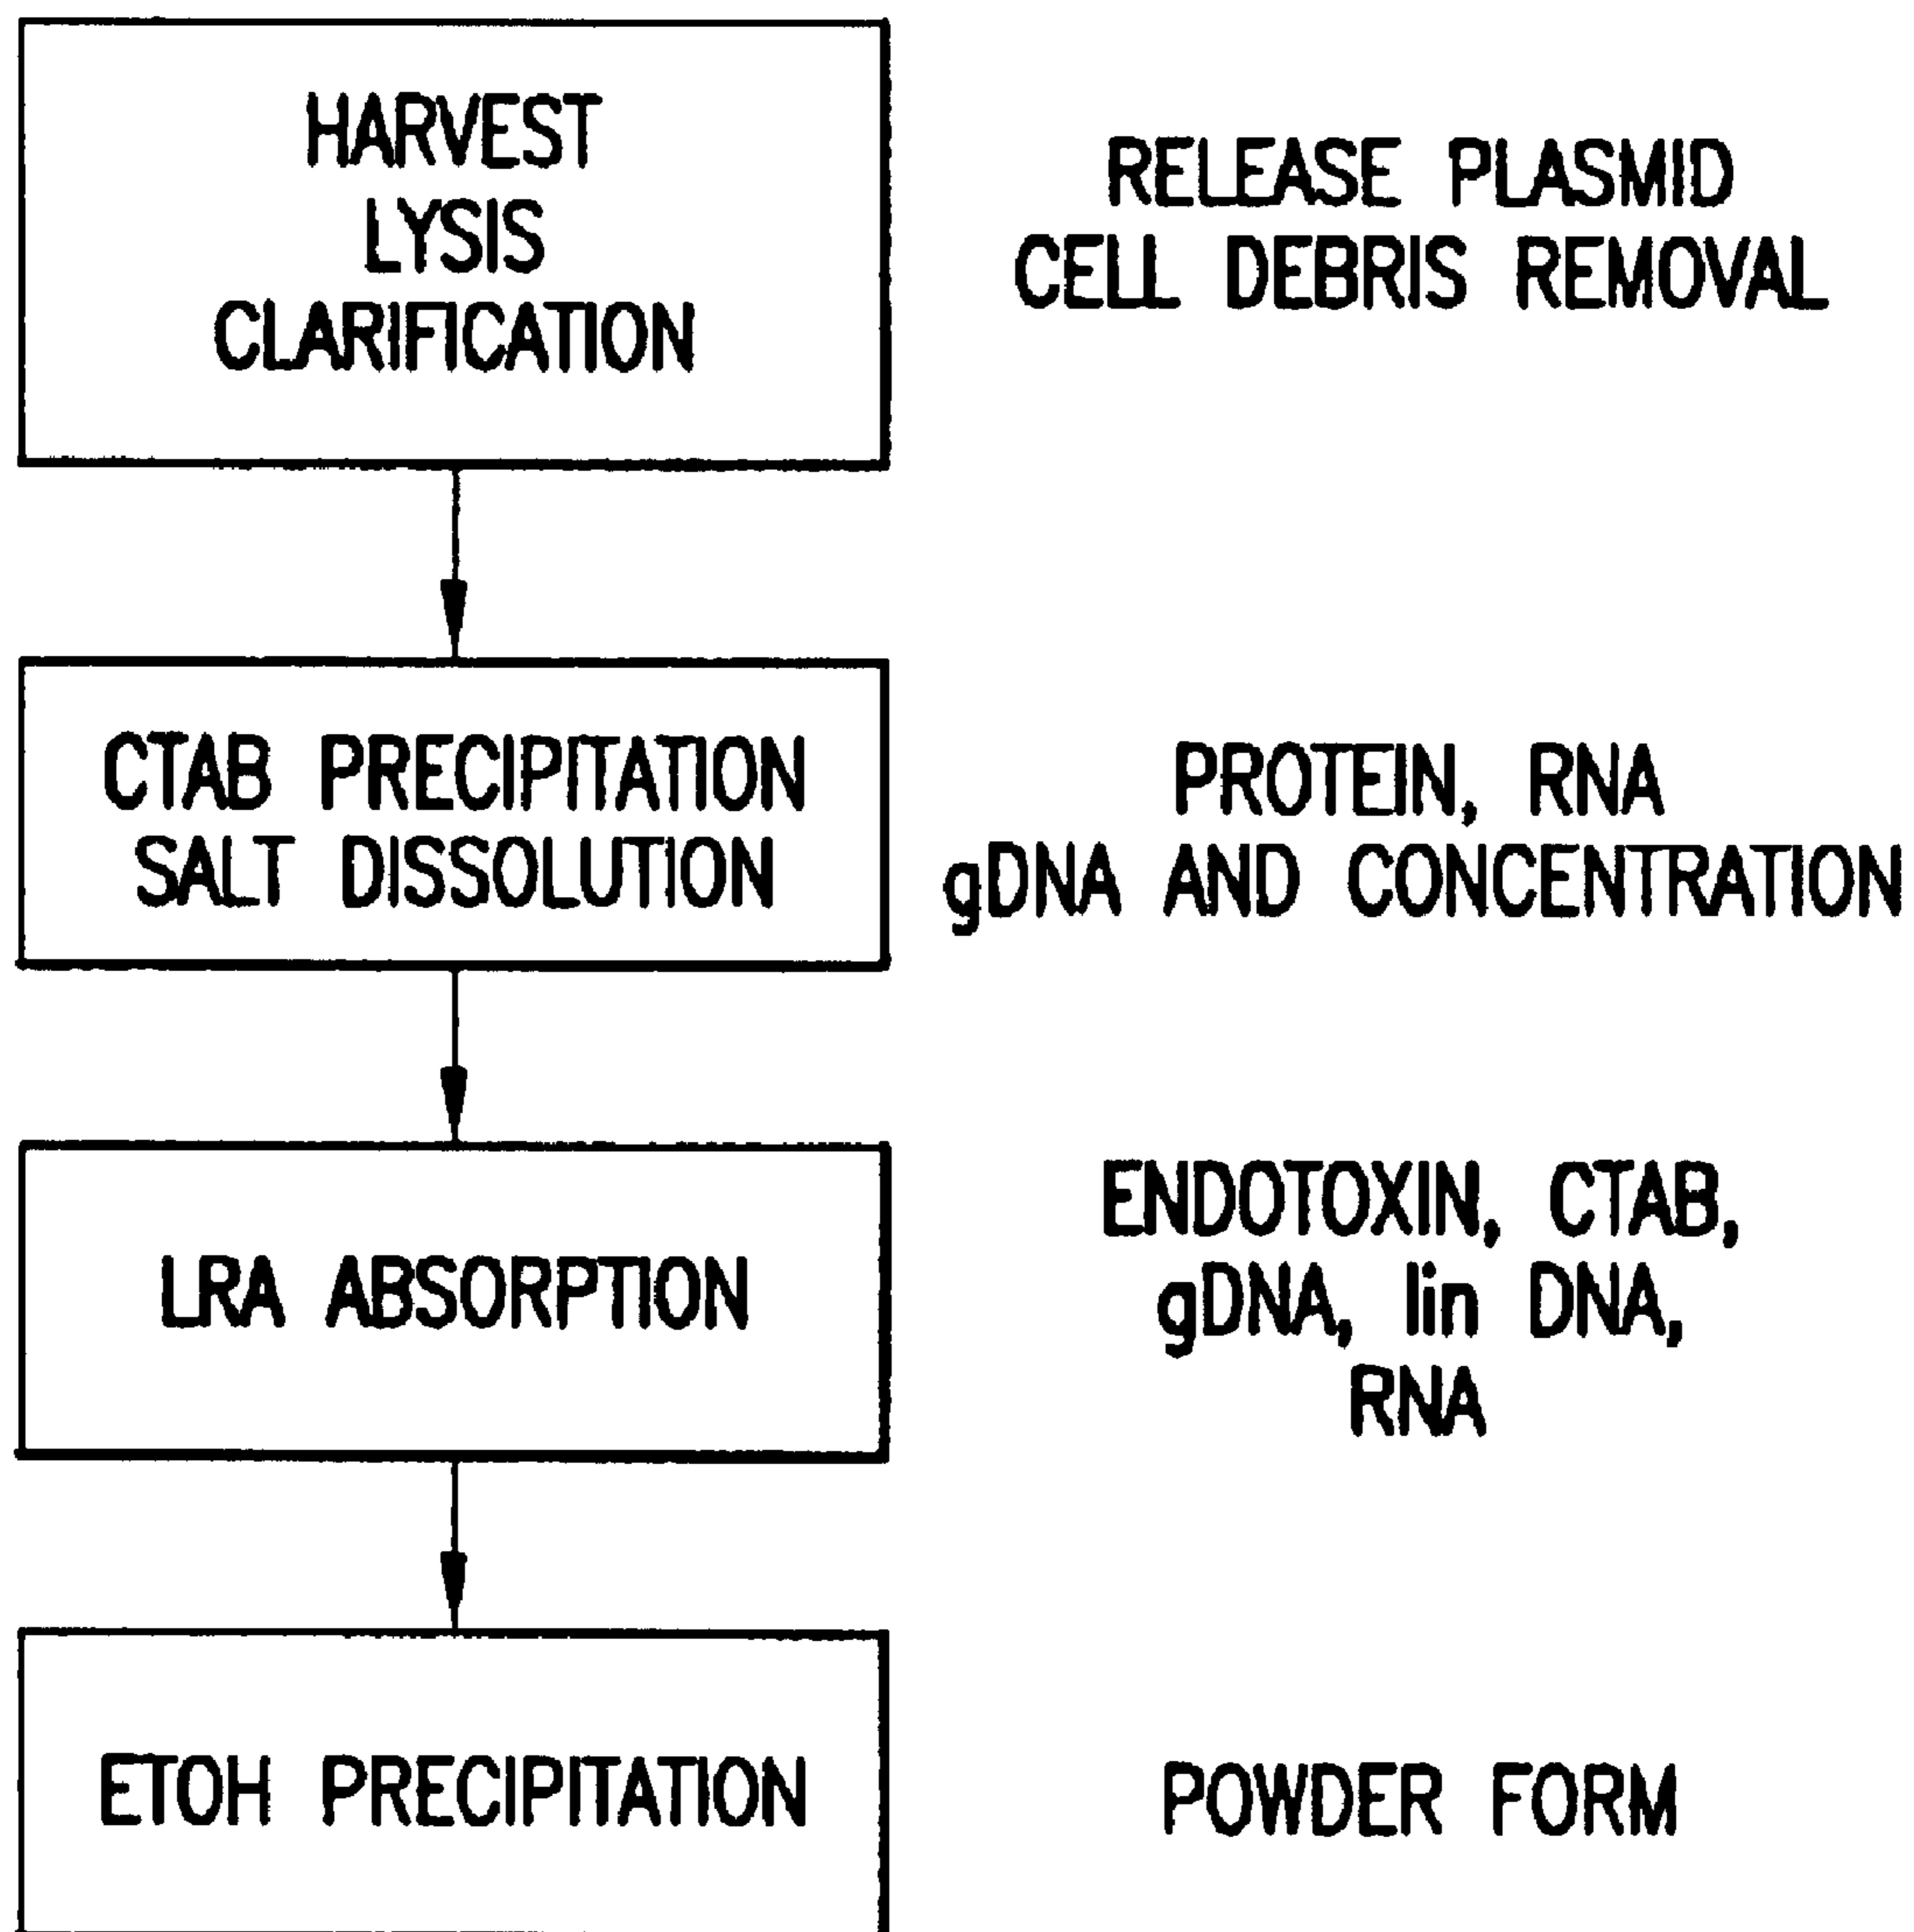 HARVEST
LYSIS
CLARIFICATION
RELEASE PLASMID
CELL DEBRIS REMOVAL
CTAB PRECIPITATION
SALT DISSOLUTION
PROTEIN, RNA
gDNA AND CONCENTRATION
LRA ABSORPTION
ENDOTOXIN, CTAB,
gDNA, lin DNA,
RNA
ETOH PRECIPITATION
POWDER FORM